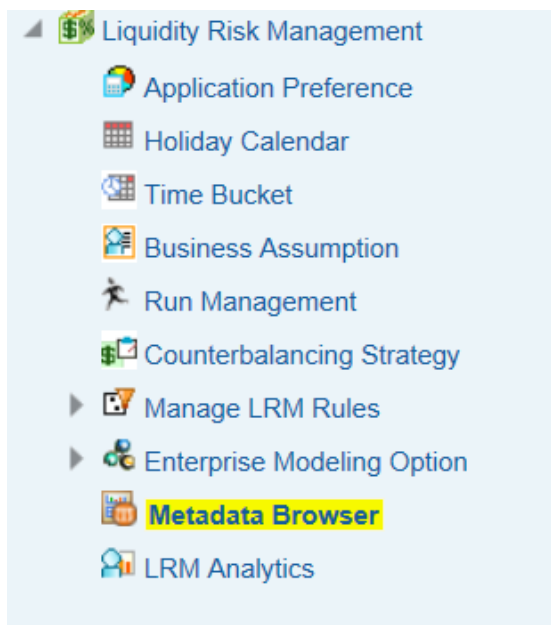 Liquidity Risk Management
Application Preference
Holiday Calendar
Time Bucket
Business Assumption
Run Management
Counterbalancing Strategy
Manage LRM Rules
Enterprise Modeling Option
Metadata Browser
LRM Analytics